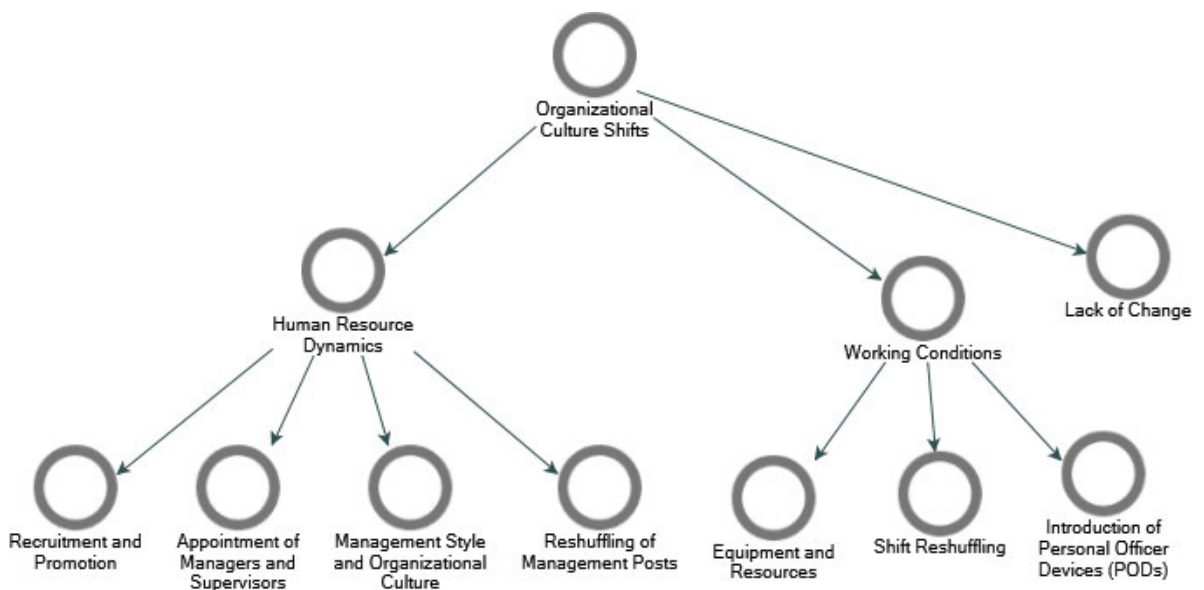 Organizational
Culture Shifts
Human Resource
Dynamics
Working Conditions
Lack of Change
Recruitment and
Promotion
Appointment of
Managers and
Supervisors
Management Style
and Organizational
Culture
Reshuffling of
Management Posts
Equipment and
Resources
Shift Reshuffling
Introduction of
Personal Officer
Devices (PODs)